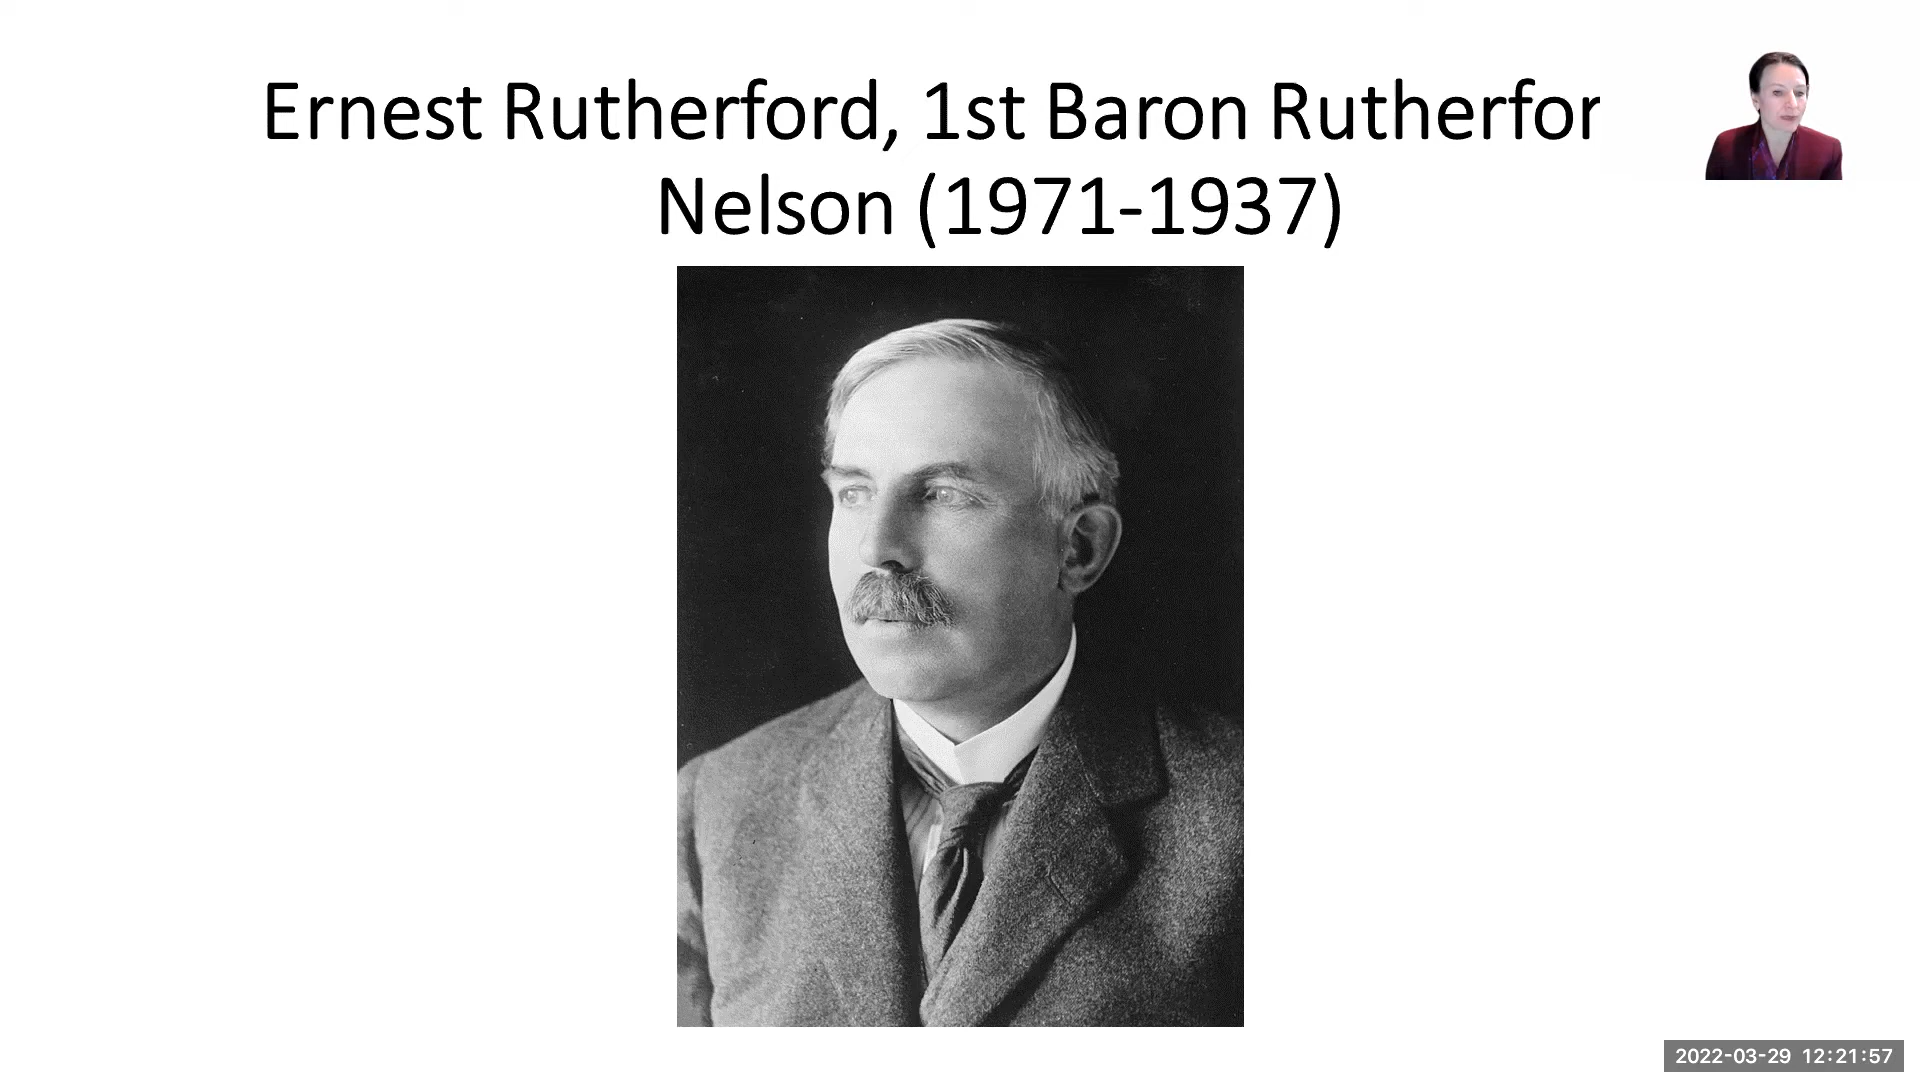 Ernest Rutherford, 1st Baron Rutherfor
Nelson (1971-1937)
2022-03-29 12:21:57